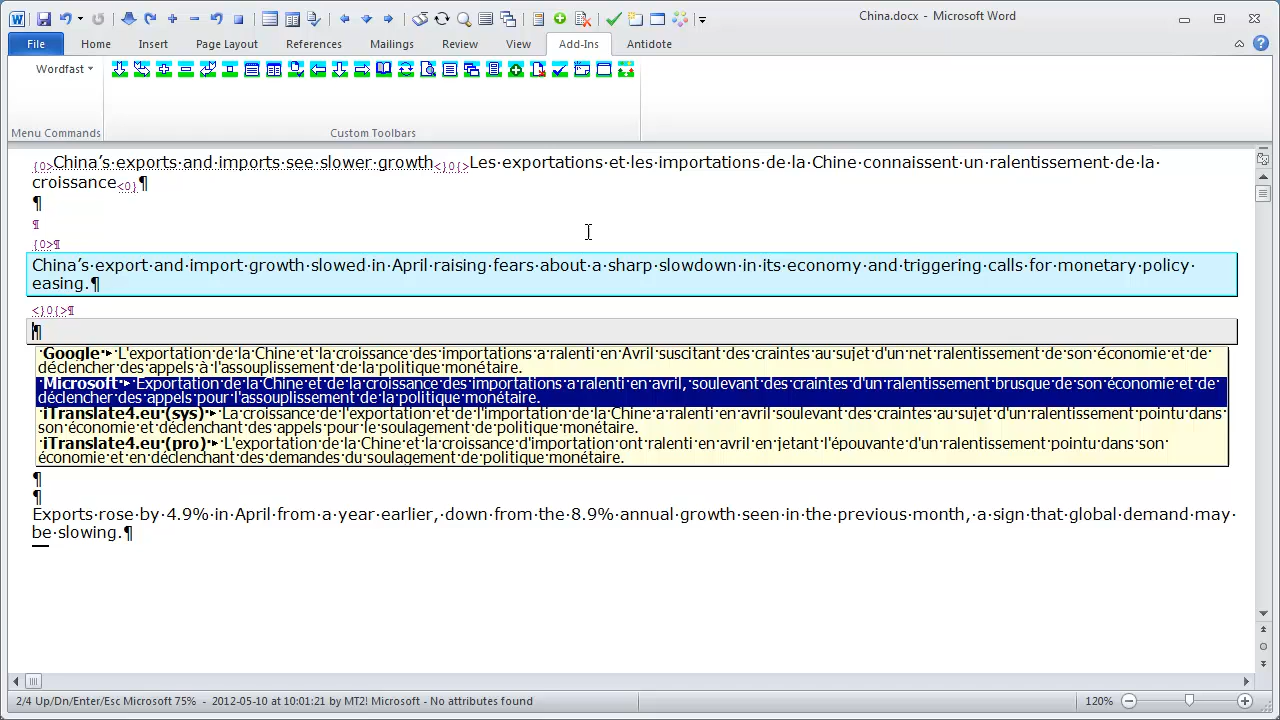 China.docx - Microsoft Word
File Home Insert Page Layout References Mailings Review View Add-Ins Antidote
Wordfast
Menu Commands Custom Toolbars
{0>China’s·exports·and·imports·see·slower·growth<}0{>Les·exportations·et·les·importations·de·la·Chine·connaissent·un·ralentissement·de·la·
croissance<0}¶
¶
¶
{0>¶
China’s·export·and·import·growth·slowed·in·April·raising·fears·about·a·sharp·slowdown·in·its·economy·and·triggering·calls·for·monetary·policy·
easing.¶
<}0{>¶
¶
·Google·‣·L'exportation·de·la·Chine·et·la·croissance·des·importations·a·ralenti·en·Avril·suscitant·des·craintes·au·sujet·d'un·net·ralentissement·de·son·économie·et·de·
déclencher·des·appels·à·l'assouplissement·de·la·politique·monétaire.
·Microsoft·‣·Exportation·de·la·Chine·et·de·la·croissance·des·importations·a·ralenti·en·avril,·soulevant·des·craintes·d'un·ralentissement·brusque·de·son·économie·et·de·
déclencher·des·appels·pour·l'assouplissement·de·la·politique·monétaire.
·iTranslate4.eu·(sys)·‣·La·croissance·de·l'exportation·et·de·l'importation·de·la·Chine·a·ralenti·en·avril·soulevant·des·craintes·au·sujet·d'un·ralentissement·pointu·dans·
son·économie·et·déclenchant·des·appels·pour·le·soulagement·de·politique·monétaire.
·iTranslate4.eu·(pro)·‣·L'exportation·de·la·Chine·et·la·croissance·d'importation·ont·ralenti·en·avril·en·jetant·l'épouvante·d'un·ralentissement·pointu·dans·son·
économie·et·en·déclenchant·des·demandes·du·soulagement·de·politique·monétaire.
¶
¶
Exports·rose·by·4.9%·in·April·from·a·year·earlier,·down·from·the·8.9%·annual·growth·seen·in·the·previous·month,·a·sign·that·global·demand·may·
be·slowing.¶
2/4 Up/Dn/Enter/Esc Microsoft 75% - 2012-05-10 at 10:01:21 by MT2! Microsoft - No attributes found 120%